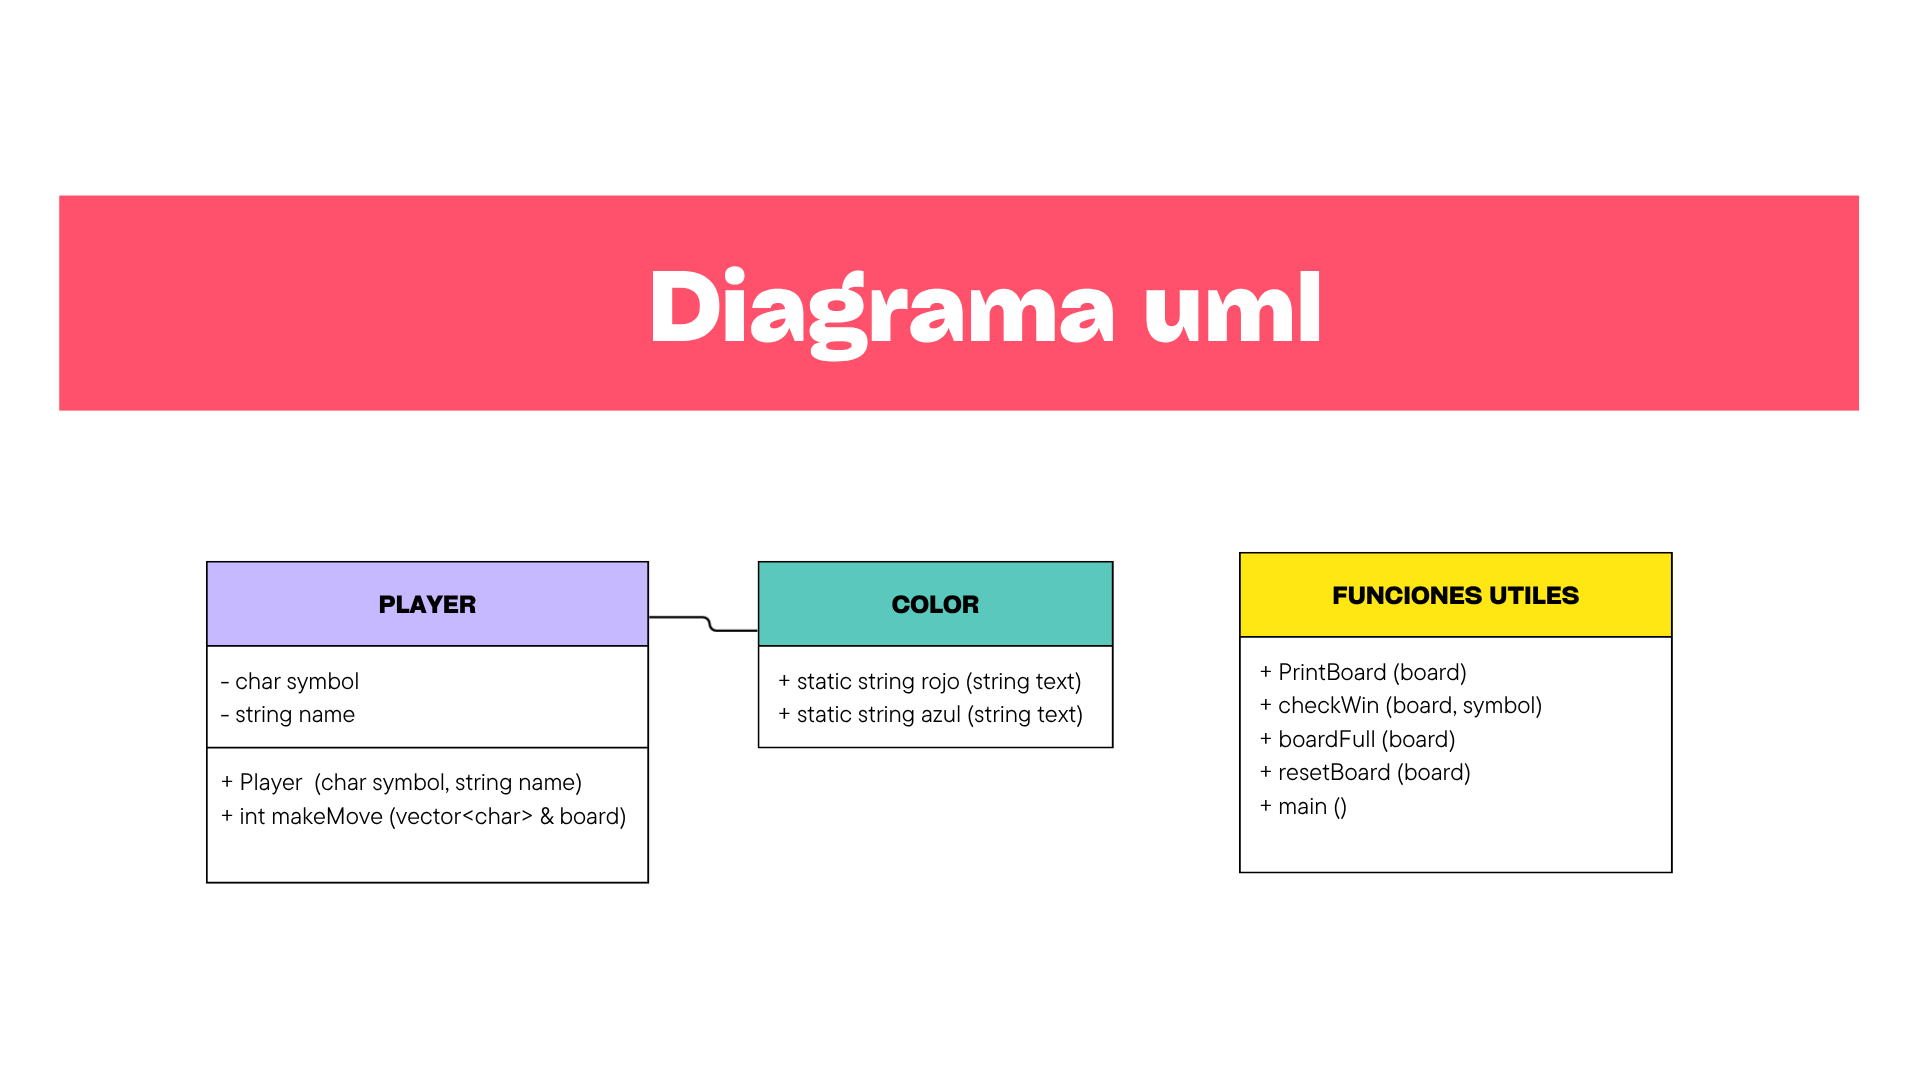 Diagrama uml
PLAYER
- char symbol
- string name
+ Player (char symbol, string name)
+ int makeMove (vector<char> & board)
COLOR
+ static string rojo (string text)
+ static string azul (string text)
FUNCIONES UTILES
+ PrintBoard (board)
+ checkWin (board, symbol)
+ boardFull (board)
+ resetBoard (board)
+ main ()